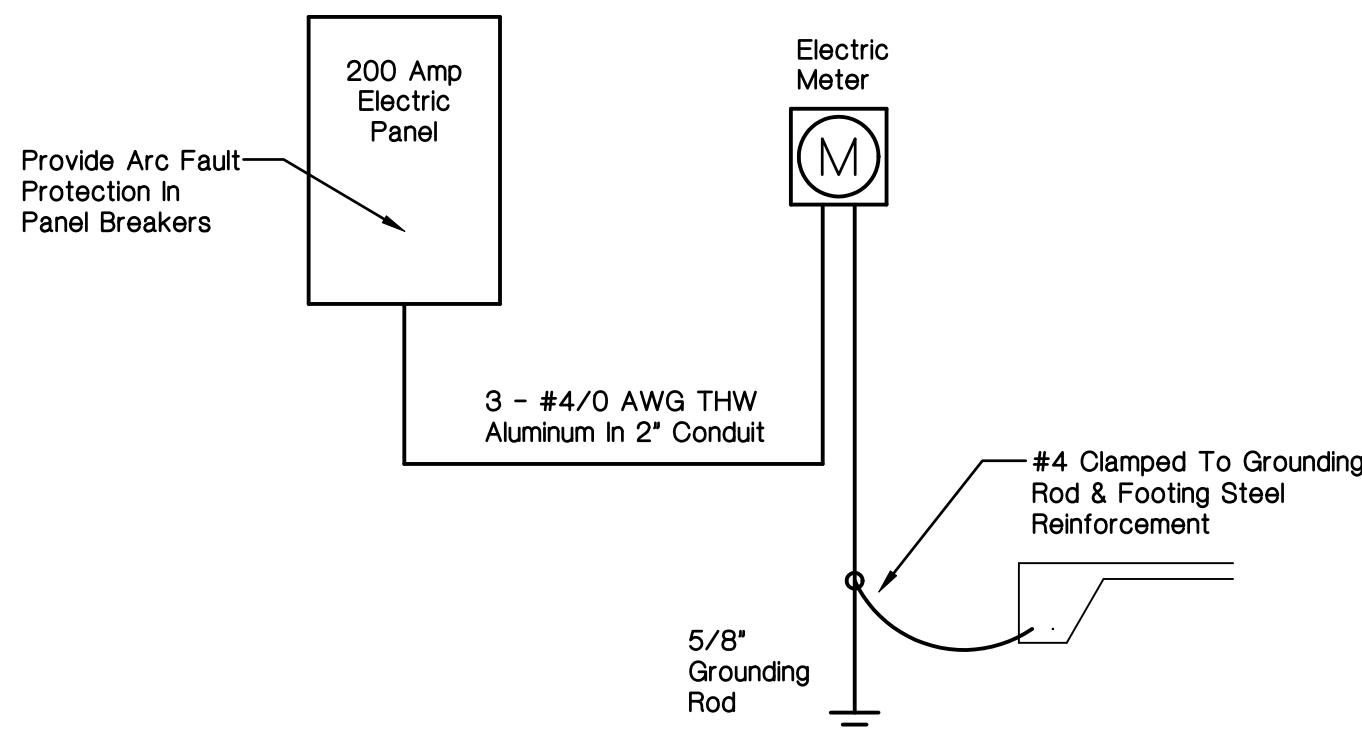 200 Amp
Electric
Panel
Provide Arc Fault
Protection In
Panel Breakers
Electric
Meter
M
3 - #4/0 AWG THW
Aluminum In 2" Conduit
#4 Clamped To Grounding
Rod & Footing Steel
Reinforcement
5/8"
Grounding
Rod